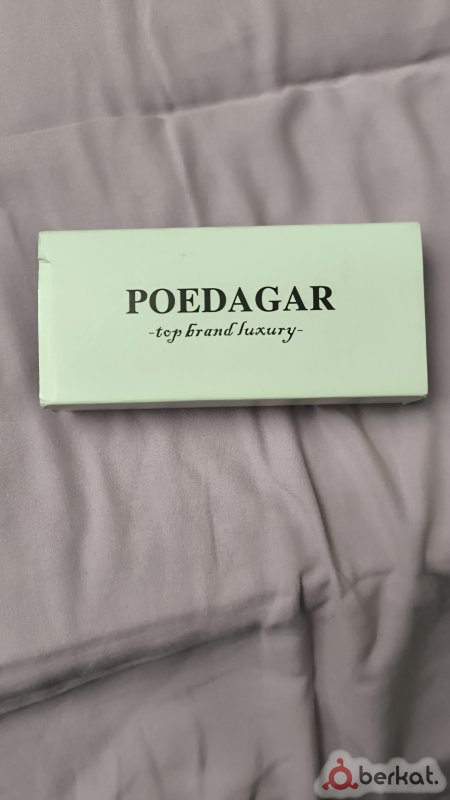 POEDAGAR
-top brand luxury-
berkat.